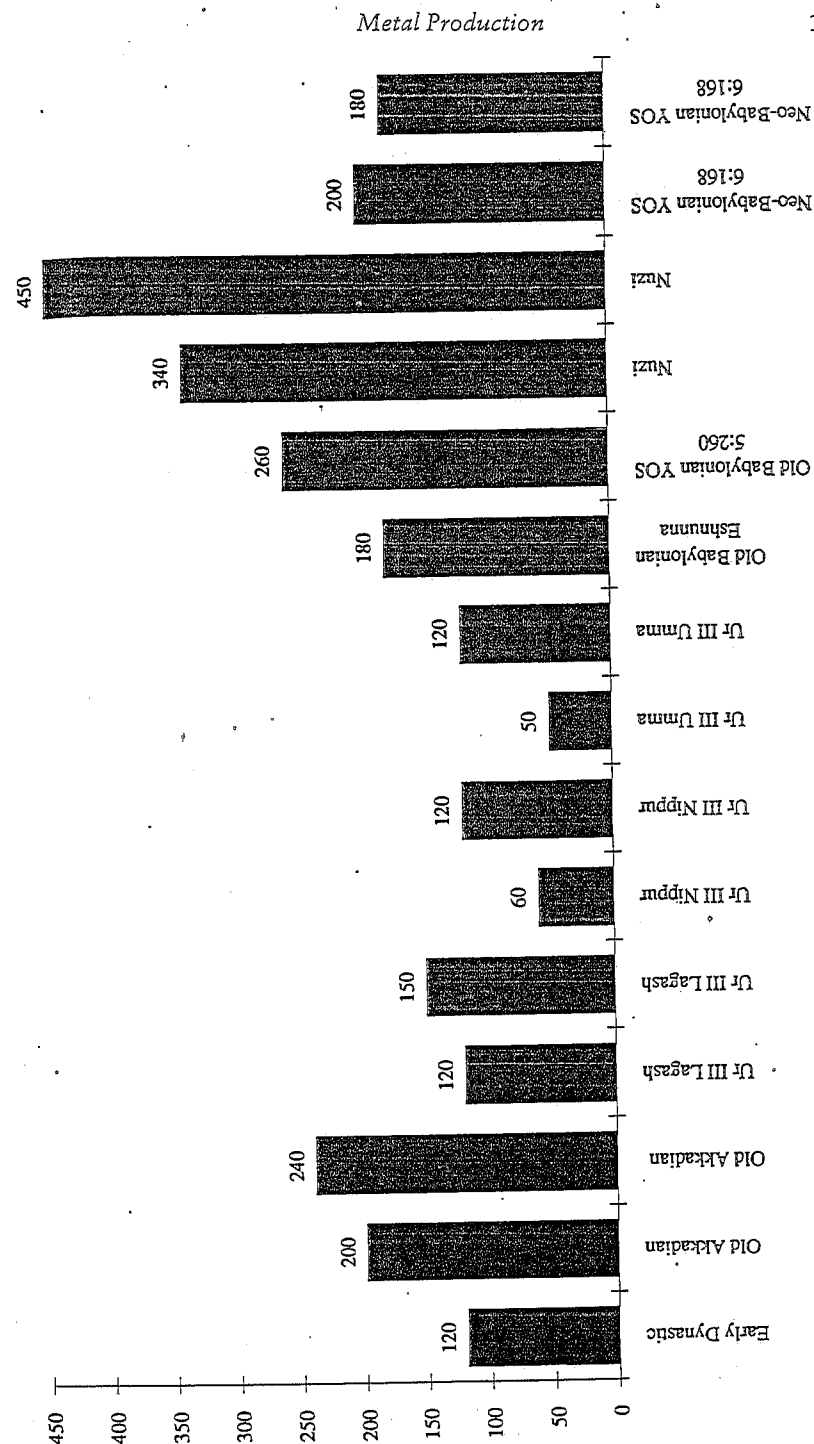 Metal Production
450
400
350
300
250
200
150
100
50
0
120
200
240
120
150
60
120
50
120
180
260
340
450
200
180
Early Dynastic
Old Akkadian
Old Akkadian
Ur III Lagash
Ur III Lagash
Ur III Nippur
Ur III Nippur
Ur III Umma
Ur III Umma
Old Babylonian
Eshnunna
Old Babylonian YOS
5:260
Nuzi
Nuzi
Neo-Babylonian YOS
6:168
Neo-Babylonian YOS
6:168